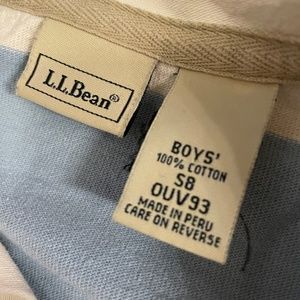 L.L.Bean®
BOYS'
100% COTTON
S8
OUV93
MADE IN PERU
CARE ON REVERSE